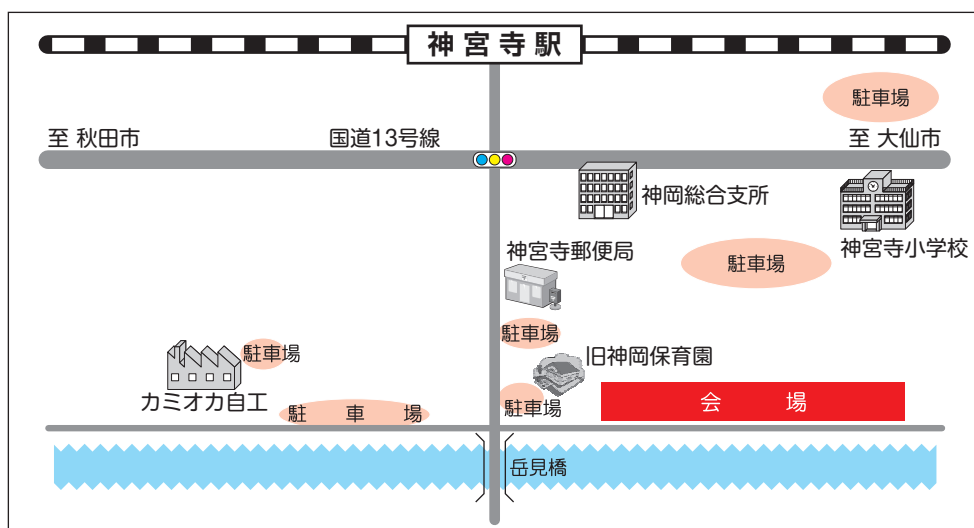 神宮寺駅
駐車場
至 秋田市
国道13号線
至 大仙市
神岡総合支所
神宮寺小学校
神宮寺郵便局
駐車場
駐車場
駐車場
旧神岡保育園
カミオカ自工
駐車場
駐車場
会場
岳見橋